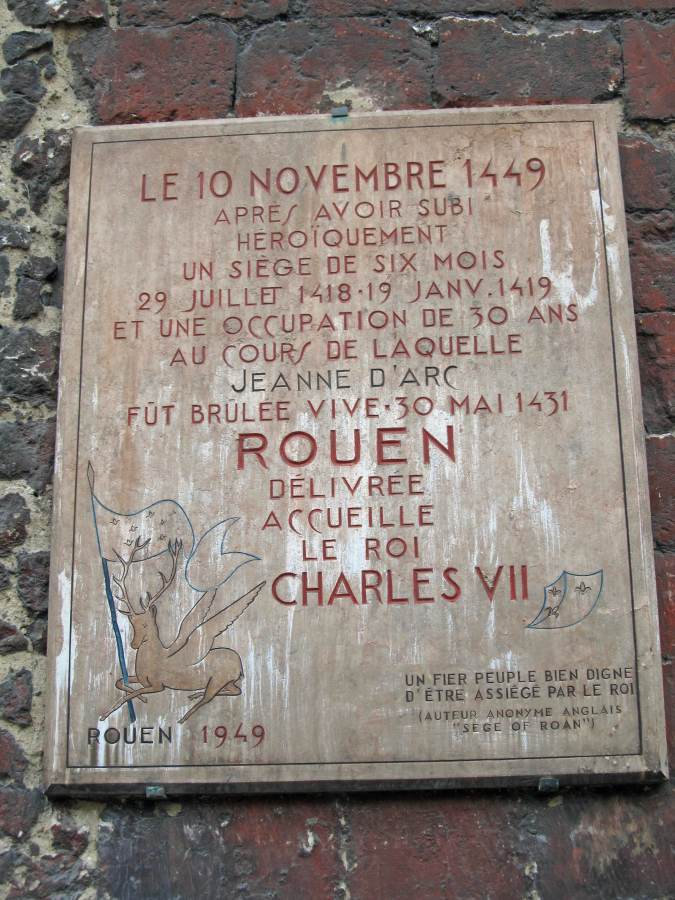 LE 10 NOVEMBRE 1449
APRÈS AVOIR SUBI
HÉROÏQUEMENT
UN SIÈGE DE SIX MOIS
29 JUILLET 1418·19 JANV. 1419
ET UNE OCCUPATION DE 30 ANS
AU COURS DE LAQUELLE
JEANNE D'ARC
FÛT BRÛLÉE VIVE·30 MAI 1431
ROUEN
DÉLIVRÉE
ACCUEILLE
LE ROI
CHARLES VII
UN FIER PEUPLE BIEN DIGNE
D'ÊTRE ASSIÉGÉ PAR LE ROI
(AUTEUR ANONYME ANGLAIS
"SEGE OF ROAN")
ROUEN 1949